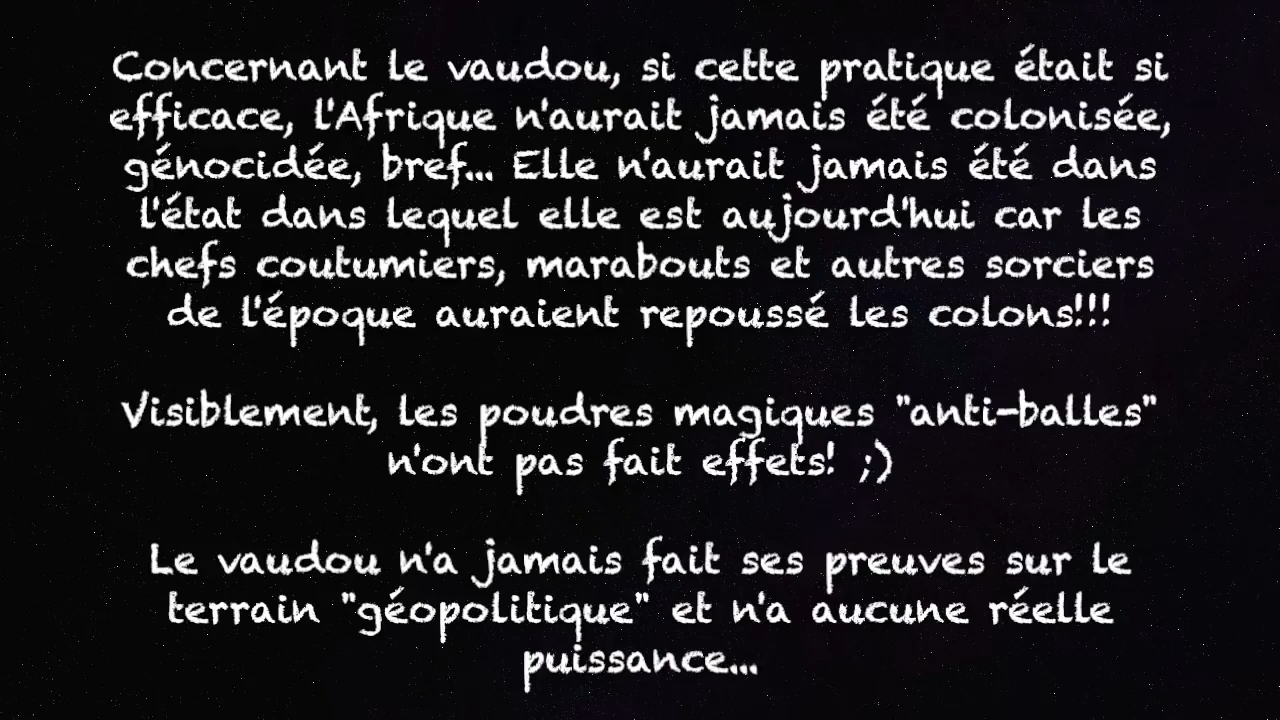 Concernant le vaudou, si cette pratique était si
efficace, l'Afrique n'aurait jamais été colonisée,
génocidée, bref... Elle n'aurait jamais été dans
l'état dans lequel elle est aujourd'hui car les
chefs coutumiers, marabouts et autres sorciers
de l'époque auraient repoussé les colons!!!
Visiblement, les poudres magiques "anti-balles"
n'ont pas fait effets! ;)
Le vaudou n'a jamais fait ses preuves sur le
terrain "géopolitique" et n'a aucune réelle
puissance...